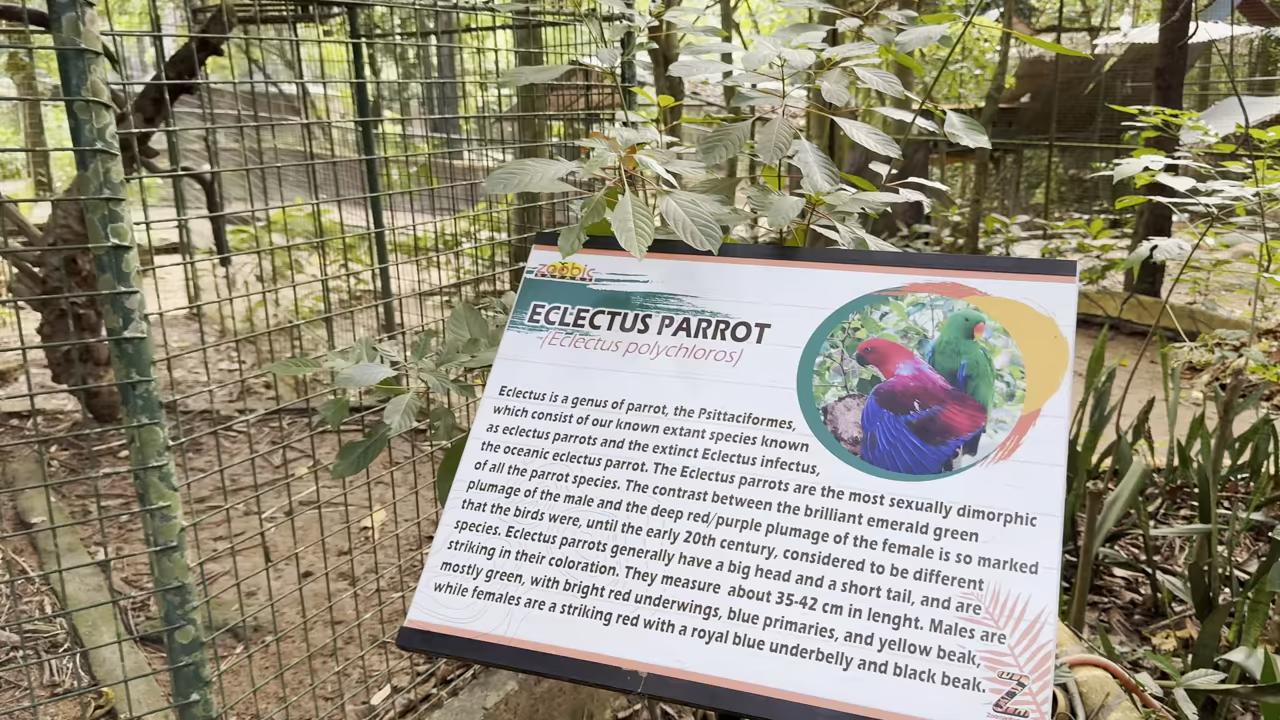 zoobic
ECLECTUS PARROT
(Eclectus polychloros)
Eclectus is a genus of parrot, the Psittaciformes,
which consist of our known extant species known
as eclectus parrots and the extinct Eclectus infectus,
the oceanic eclectus parrot. The Eclectus parrots are the most sexually dimorphic
of all the parrot species. The contrast between the brilliant emerald green
plumage of the male and the deep red/purple plumage of the female is so marked
that the birds were, until the early 20th century, considered to be different
species. Eclectus parrots generally have a big head and a short tail, and are
striking in their coloration. They measure about 35-42 cm in lenght. Males are
mostly green, with bright red underwings, blue primaries, and yellow beak,
while females are a striking red with a royal blue underbelly and black beak.